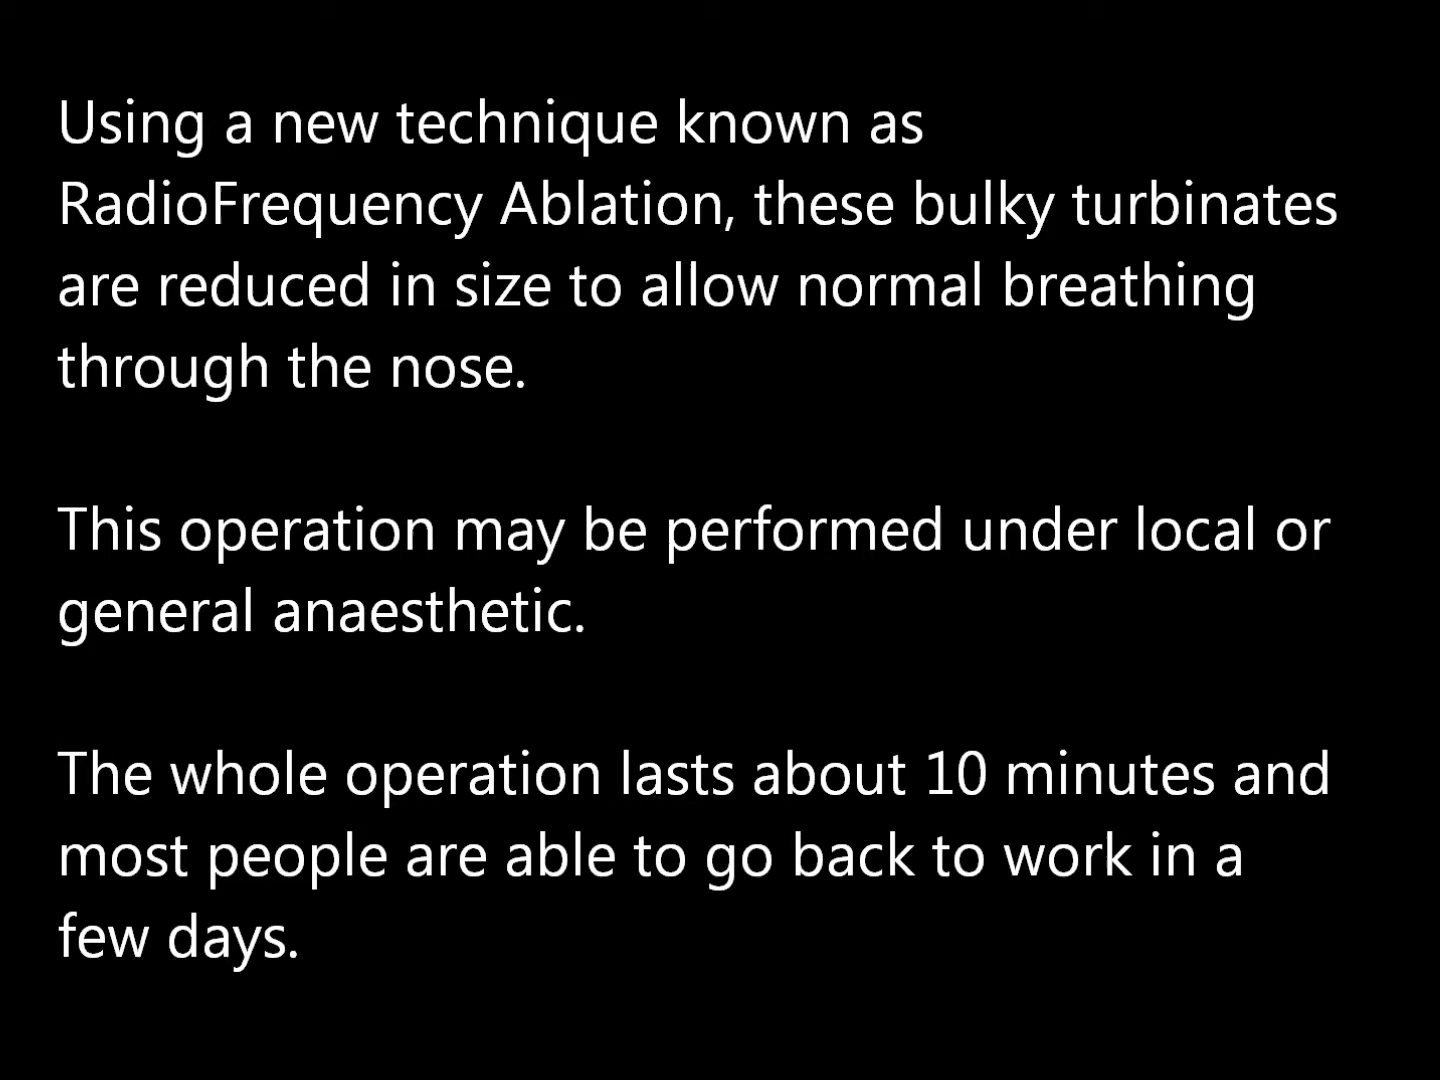 Using a new technique known as
RadioFrequency Ablation, these bulky turbinates
are reduced in size to allow normal breathing
through the nose.
This operation may be performed under local or
general anaesthetic.
The whole operation lasts about 10 minutes and
most people are able to go back to work in a
few days.